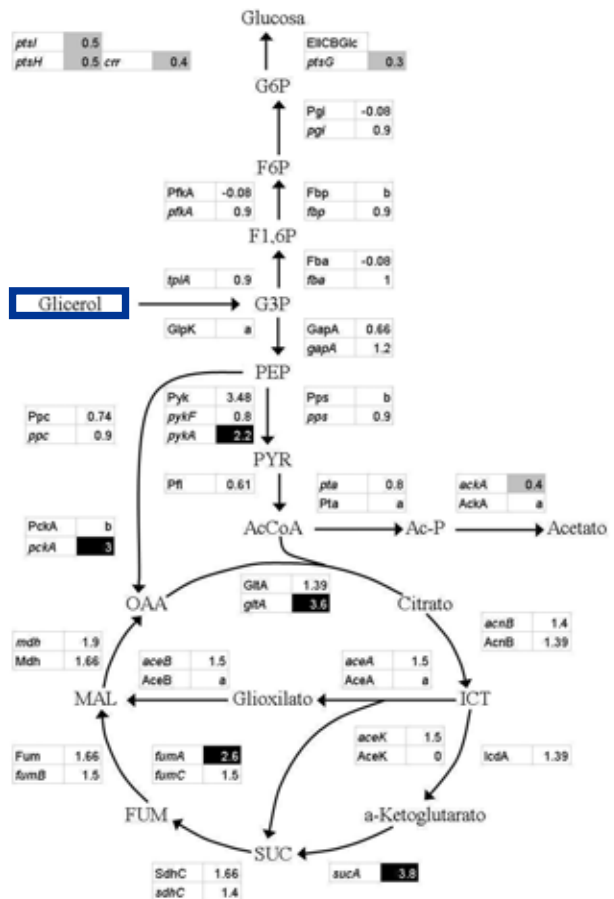 Glucosa
ptsI 0.5
ptsH 0.5 crr 0.4
EIICBGlc
ptsG 0.3
G6P
Pgi -0.08
pgi 0.9
F6P
PfkA -0.08
pfkA 0.9
Fbp b
fbp 0.9
F1,6P
Fba -0.08
fba 1
tpiA 0.9
Glicerol
G3P
GlpK a
GapA 0.66
gapA 1.2
PEP
Ppc 0.74
ppc 0.9
Pyk 3.48
pykF 0.8
pykA 2.2
Pps b
pps 0.9
PYR
Pfl 0.61
pta 0.8
Pta a
ackA 0.4
AckA a
PckA b
pckA 3
AcCoA
Ac-P
Acetato
GltA 1.39
gltA 3.6
OAA
Citrato
acnB 1.4
AcnB 1.39
mdh 1.9
Mdh 1.66
aceB 1.5
AceB a
aceA 1.5
AceA a
MAL
Glioxilato
ICT
aceK 1.5
AceK 0
IcdA 1.39
Fum 1.66
fumB 1.5
fumA 2.6
fumC 1.5
FUM
a-Ketoglutarato
SUC
SdhC 1.66
sdhC 1.4
sucA 3.8